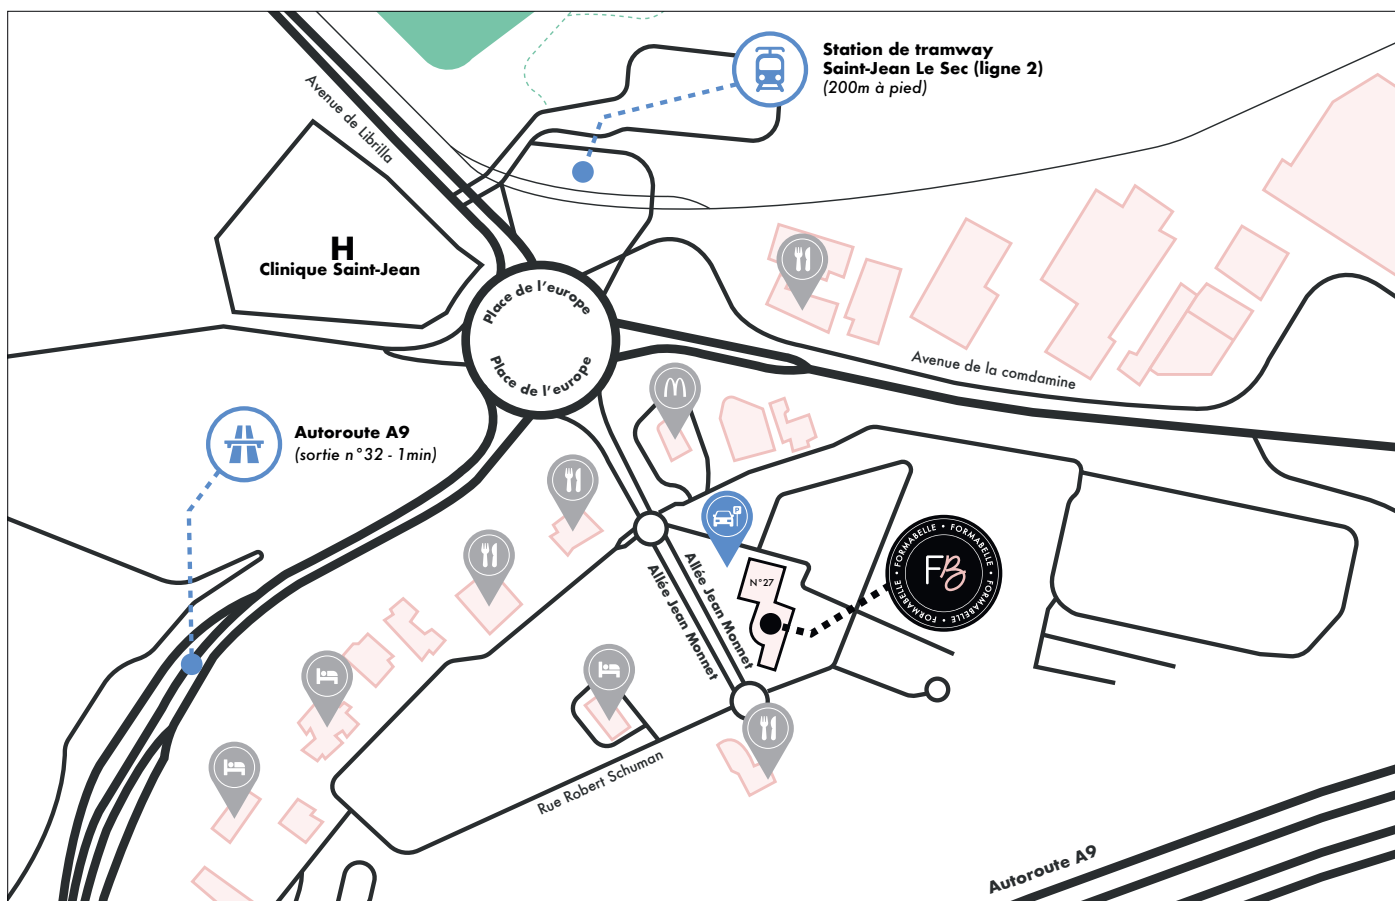 Station de tramway
Saint-Jean Le Sec (ligne 2)
(200m à pied)
Avenue de Librilla
H
Clinique Saint-Jean
Place de l'europe
Place de l'europe
Avenue de la comdamine
Autoroute A9
(sortie n°32 - 1min)
P
Allée Jean Monnet
Allée Jean Monnet
N°27
FORMABELLE • FORMABELLE • FORMABELLE • FORMABELLE •
FB
Rue Robert Schuman
Autoroute A9